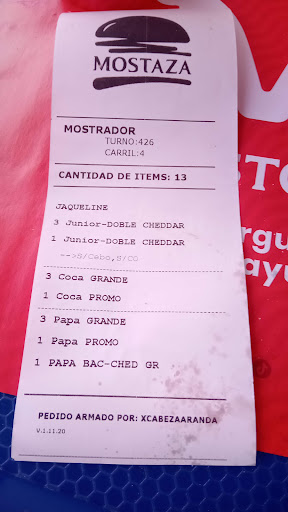 MOSTAZA
MOSTRADOR
TURNO:426
CARRIL:4
CANTIDAD DE ITEMS: 13
JAQUELINE
3 Junior-DOBLE CHEDDAR
1 Junior-DOBLE CHEDDAR
-->S/Cebo,S/CG
3 Coca GRANDE
1 Coca PROMO
3 Papa GRANDE
1 Papa PROMO
1 PAPA BAC-CHED GR
PEDIDO ARMADO POR: XCABEZAARANDA
V.1.11.20